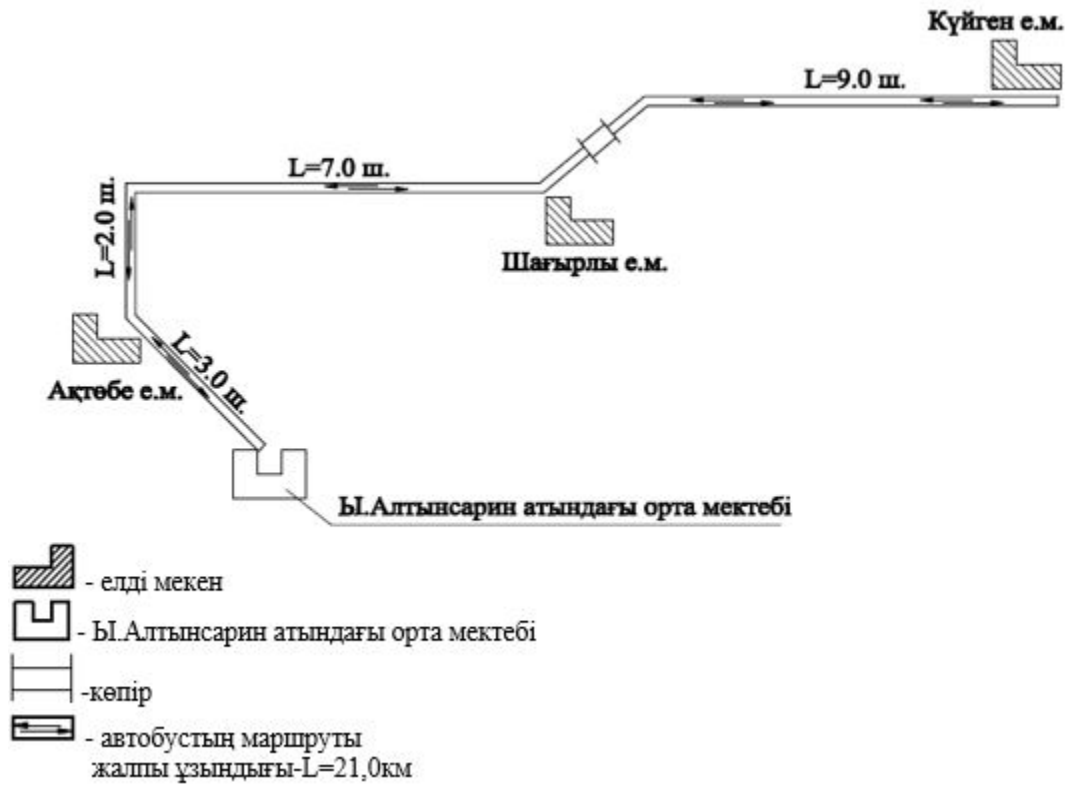 Күйген е.м.
L=9.0 ш.
L=7.0 ш.
L=2.0 ш.
Шағырлы е.м.
L=3.0 ш.
Ақтөбе е.м.
Ы.Алтынсарин атындағы орта мектебі
- елді мекен
- Ы.Алтынсарин атындағы орта мектебі
-көпір
- автобустың маршруты
жалпы ұзындығы-L=21,0км